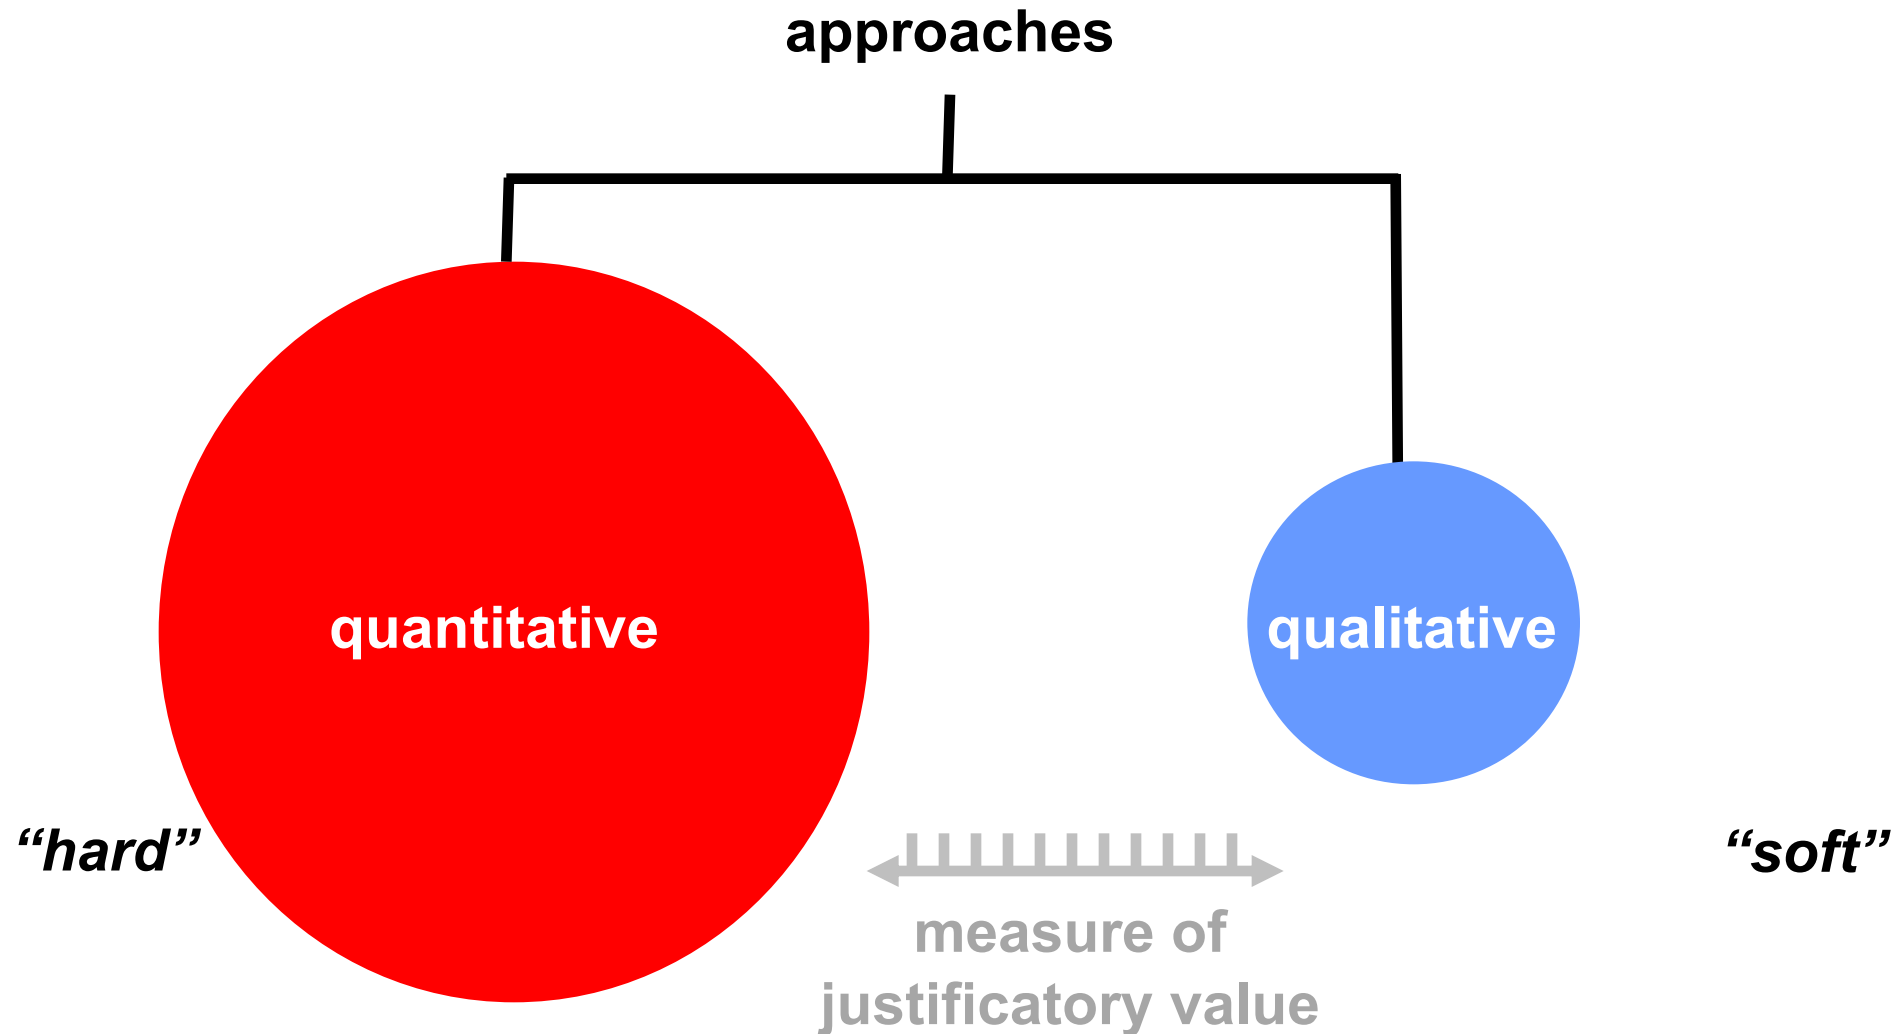 approaches
quantitative
qualitative
“hard”
“soft”
measure of
justificatory value